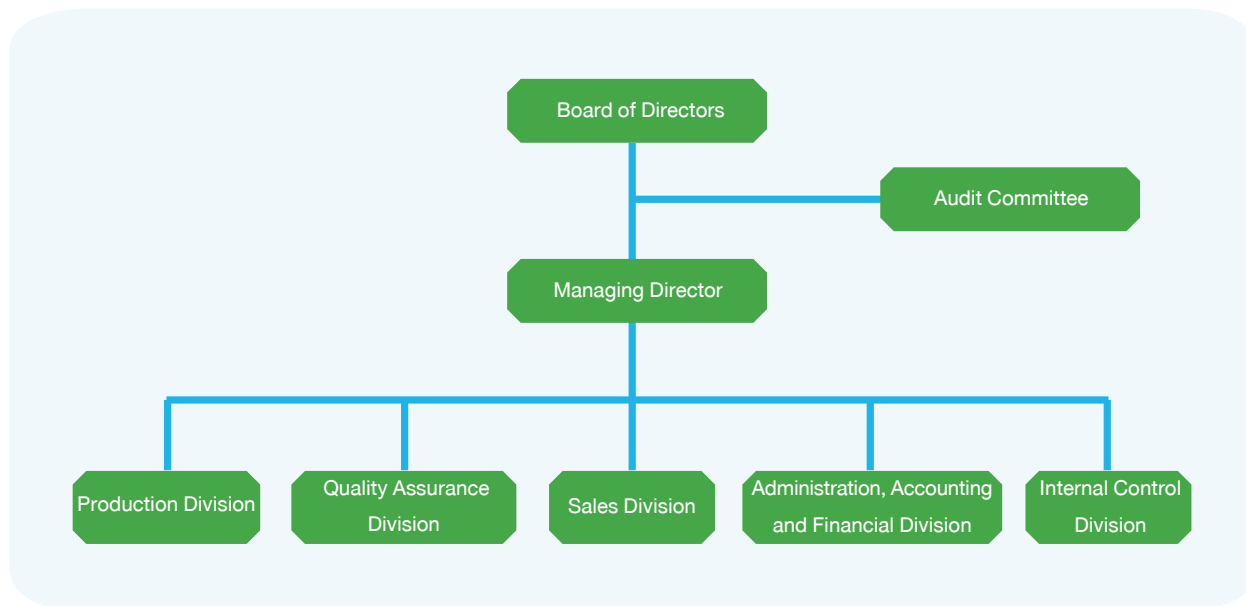 Board of Directors
Audit Committee
Managing Director
Production Division
Quality Assurance
Division
Sales Division
Administration, Accounting
and Financial Division
Internal Control
Division